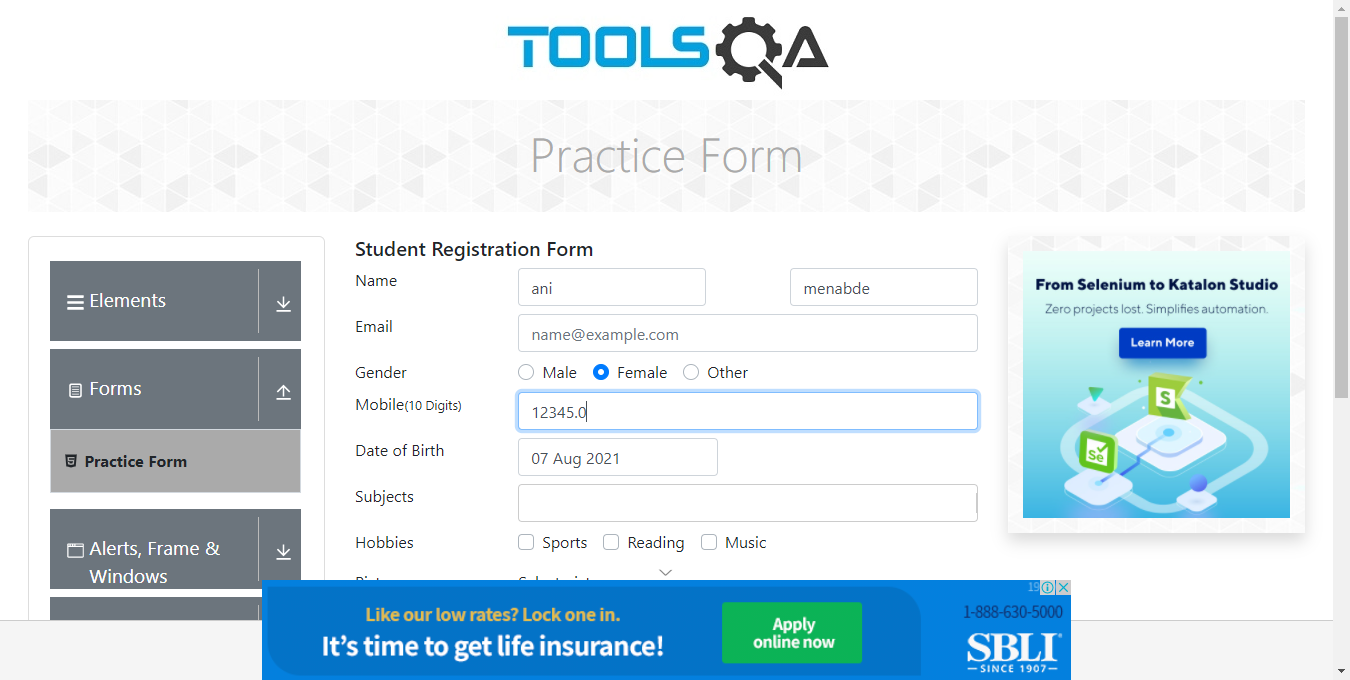 TOOLSQA
Practice Form
Elements
Forms
Practice Form
Alerts, Frame &
Windows
Student Registration Form
Name
ani
menabde
Email
name@example.com
Gender
Male
Female
Other
Mobile(10 Digits)
12345.0
Date of Birth
07 Aug 2021
Subjects
Hobbies
Sports
Reading
Music
From Selenium to Katalon Studio
Zero projects lost. Simplifies automation.
Learn More
S
Se
Like our low rates? Lock one in.
It's time to get life insurance!
Apply
online now
1-888-630-5000
SBLI
SINCE 1907